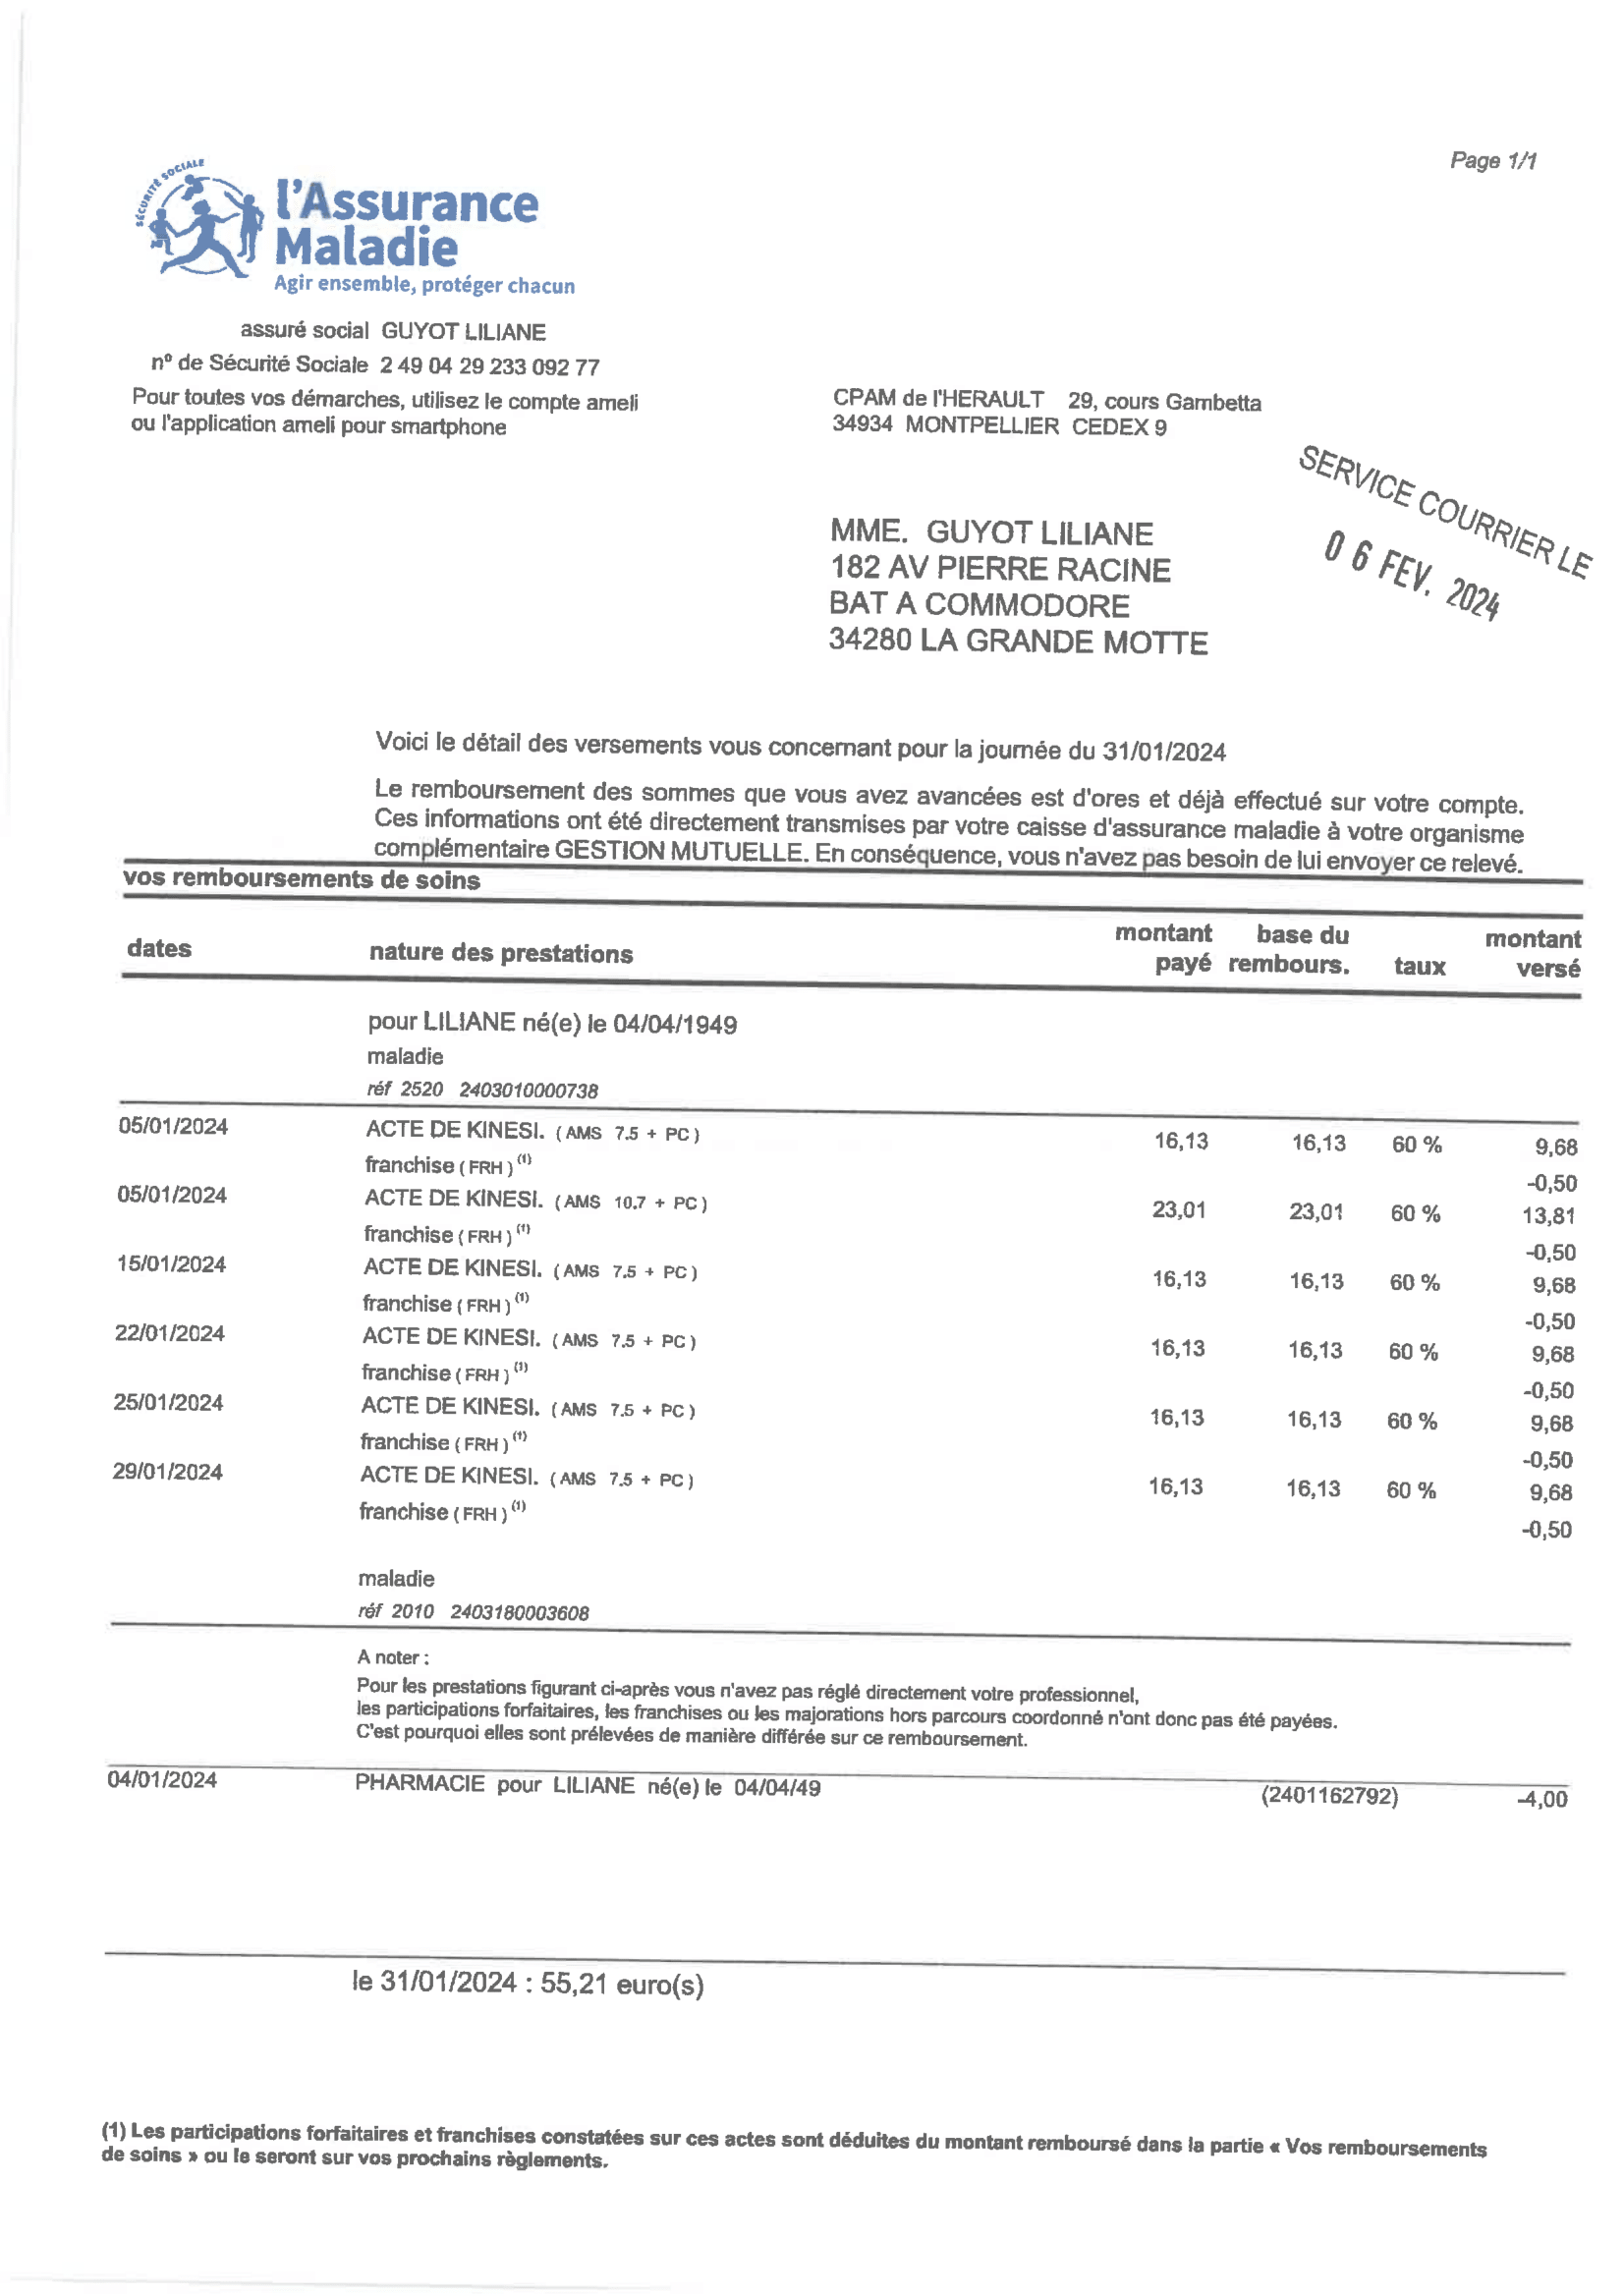 Page 1/1
SÉCURITÉ SOCIALE
l'Assurance
Maladie
Agir ensemble, protéger chacun
assuré social GUYOT LILIANE
n° de Sécurité Sociale 2 49 04 29 233 092 77
Pour toutes vos démarches, utilisez le compte ameli
ou l'application ameli pour smartphone
CPAM de l'HERAULT 29, cours Gambetta
34934 MONTPELLIER CEDEX 9
SERVICE COURRIER LE
06 FEV. 2024
MME. GUYOT LILIANE
182 AV PIERRE RACINE
BAT A COMMODORE
34280 LA GRANDE MOTTE
Voici le détail des versements vous concernant pour la journée du 31/01/2024
Le remboursement des sommes que vous avez avancées est d'ores et déjà effectué sur votre compte.
Ces informations ont été directement transmises par votre caisse d'assurance maladie à votre organisme
complémentaire GESTION MUTUELLE. En conséquence, vous n'avez pas besoin de lui envoyer ce relevé.
vos remboursements de soins
dates nature des prestations montant payé base du rembours. taux montant versé
pour LILIANE né(e) le 04/04/1949
maladie
réf 2520 2403010000738
05/01/2024 ACTE DE KINESI. (AMS 7.5 + PC) 16,13 16,13 60 % 9,68
franchise (FRH) (1) -0,50
05/01/2024 ACTE DE KINESI. (AMS 10.7 + PC) 23,01 23,01 60 % 13,81
franchise (FRH) (1) -0,50
15/01/2024 ACTE DE KINESI. (AMS 7.5 + PC) 16,13 16,13 60 % 9,68
franchise (FRH) (1) -0,50
22/01/2024 ACTE DE KINESI. (AMS 7.5 + PC) 16,13 16,13 60 % 9,68
franchise (FRH) (1) -0,50
25/01/2024 ACTE DE KINESI. (AMS 7.5 + PC) 16,13 16,13 60 % 9,68
franchise (FRH) (1) -0,50
29/01/2024 ACTE DE KINESI. (AMS 7.5 + PC) 16,13 16,13 60 % 9,68
franchise (FRH) (1) -0,50
maladie
réf 2010 2403180003608
A noter :
Pour les prestations figurant ci-après vous n'avez pas réglé directement votre professionnel,
les participations forfaitaires, les franchises ou les majorations hors parcours coordonné n'ont donc pas été payées.
C'est pourquoi elles sont prélevées de manière différée sur ce remboursement.
04/01/2024 PHARMACIE pour LILIANE né(e) le 04/04/49 (2401162792) -4,00
le 31/01/2024 : 55,21 euro(s)
(1) Les participations forfaitaires et franchises constatées sur ces actes sont déduites du montant remboursé dans la partie « Vos remboursements
de soins » ou le seront sur vos prochains règlements.